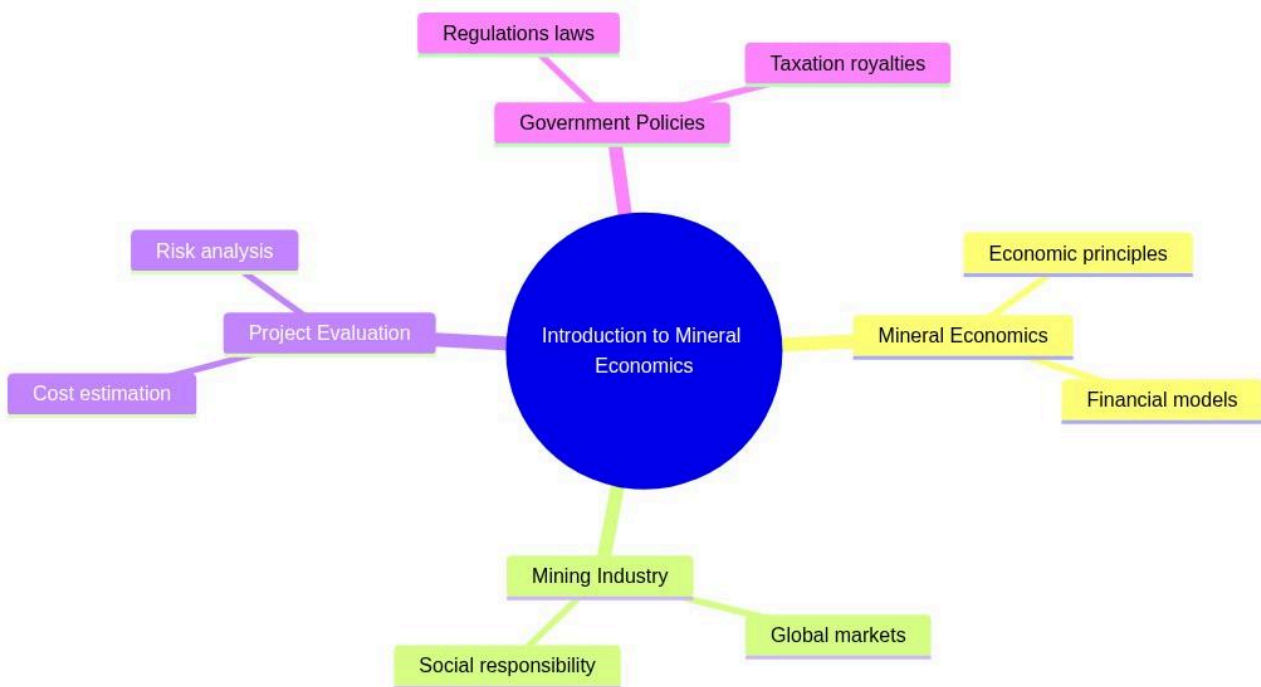 Regulations laws
Taxation royalties
Government Policies
Risk analysis
Economic principles
Project Evaluation
Introduction to Mineral
Economics
Mineral Economics
Cost estimation
Financial models
Mining Industry
Global markets
Social responsibility